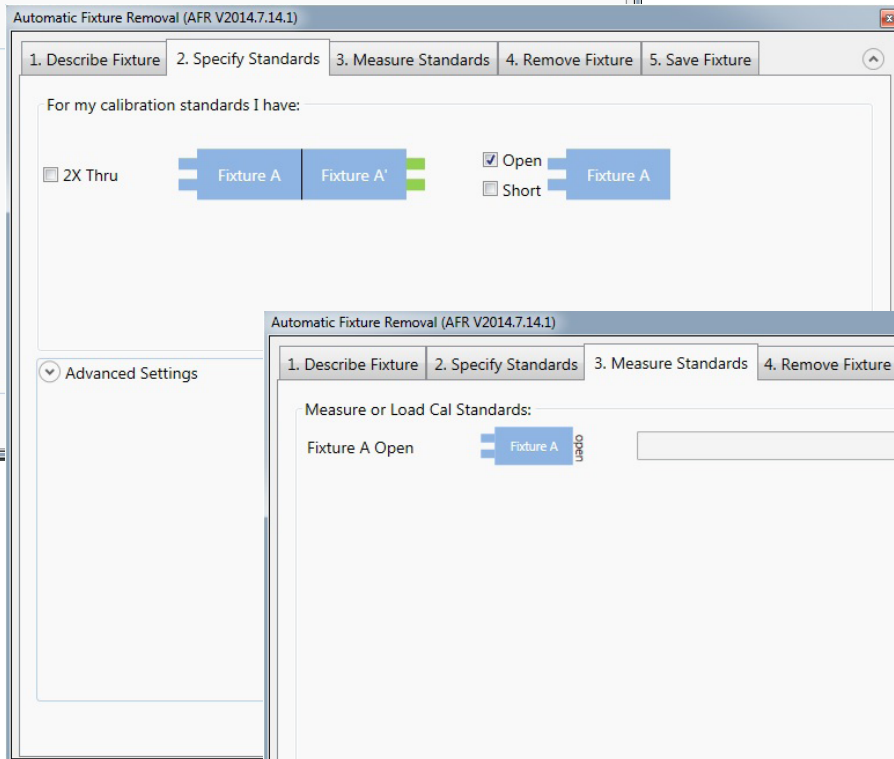 Automatic Fixture Removal (AFR V2014.7.14.1)
1. Describe Fixture 2. Specify Standards 3. Measure Standards 4. Remove Fixture 5. Save Fixture
For my calibration standards I have:
2X Thru Fixture A Fixture A' Open Fixture A
Short
Advanced Settings
Automatic Fixture Removal (AFR V2014.7.14.1)
1. Describe Fixture 2. Specify Standards 3. Measure Standards 4. Remove Fixture
Measure or Load Cal Standards:
Fixture A Open Fixture A open